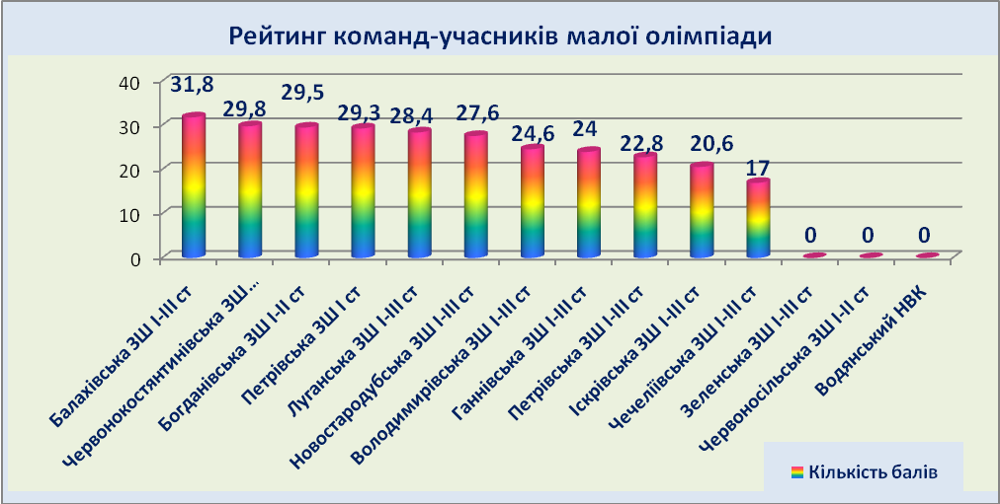 Рейтинг команд-учасників малої олімпіади
40
30
20
10
0
31,8
29,8
29,5
29,3
28,4
27,6
24,6
24
22,8
20,6
17
0
0
0
Балахівська ЗШ І-ІІІ ст
Червонокостянтинівська ЗШ...
Богданівська ЗШ І-ІІ ст
Петрівська ЗШ І ст
Луганська ЗШ І-ІІІ ст
Новостародубська ЗШ І-ІІІ ст
Володимирівська ЗШ І-ІІІ ст
Ганнівська ЗШ І-ІІІ ст
Петрівська ЗШ І-ІІІ ст
Іскрівська ЗШ І-ІІІ ст
Чечеліївська ЗШ І-ІІІ ст
Зеленська ЗШ І-ІІІ ст
Червоносільська ЗШ І-ІІ ст
Водянський НВК
Кількість балів